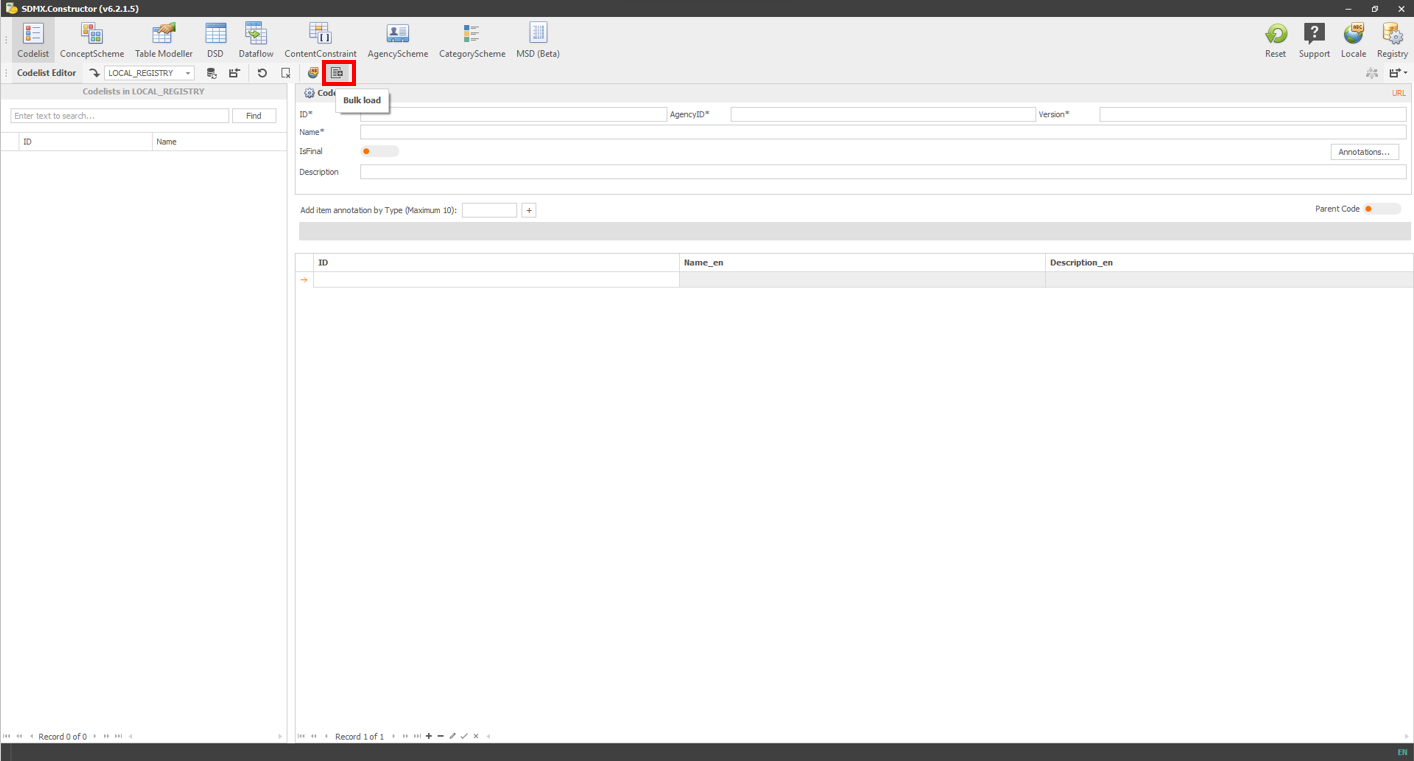 SDMX.Constructor (v6.2.1.5)
Codelist ConceptScheme Table Modeller DSD Dataflow ContentConstraint AgencyScheme CategoryScheme MSD (Beta) Reset Support Locale Registry
Codelist Editor LOCAL_REGISTRY
Codelists in LOCAL_REGISTRY
Enter text to search... Find
ID Name
Record 0 of 0
Code
URL
Bulk load
ID* AgencyID* Version*
Name*
IsFinal Annotations...
Description
Add item annotation by Type (Maximum 10): + Parent Code
ID Name_en Description_en
Record 1 of 1
EN